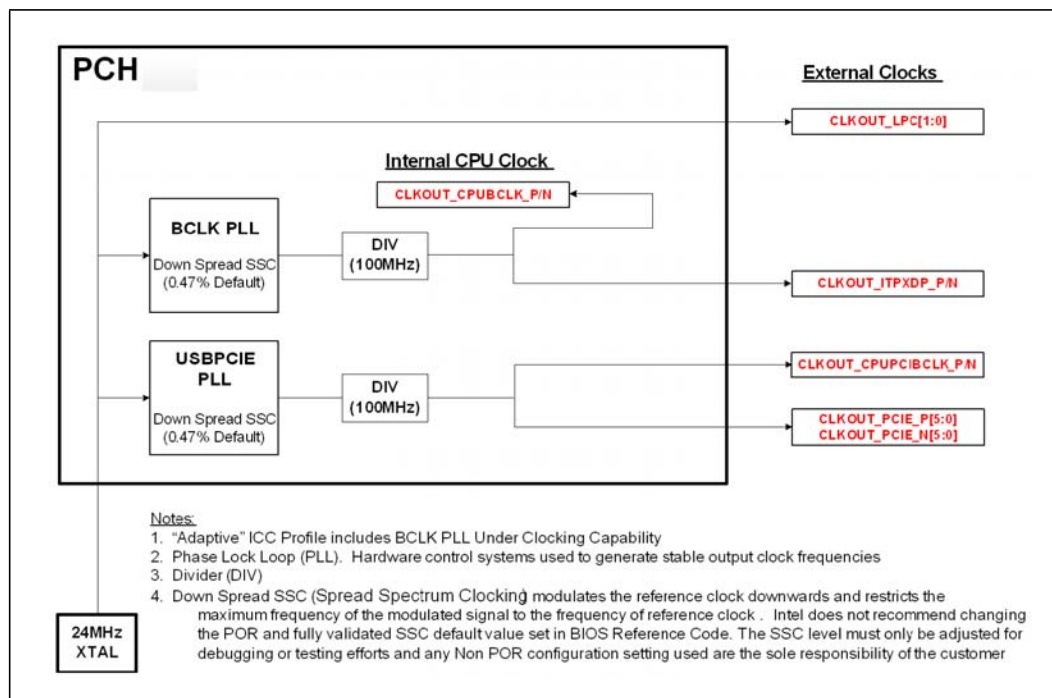 PCH
External Clocks
CLKOUT_LPC[1:0]
Internal CPU Clock
CLKOUT_CPUBCLK_P/N
BCLK PLL
Down Spread SSC
(0.47% Default)
DIV
(100MHz)
CLKOUT_ITPXDP_P/N
USBPCIE
PLL
Down Spread SSC
(0.47% Default)
DIV
(100MHz)
CLKOUT_CPUPCIBCLK_P/N
CLKOUT_PCIE_P[5:0]
CLKOUT_PCIE_N[5:0]
24MHz
XTAL
Notes:
1. “Adaptive” ICC Profile includes BCLK PLL Under Clocking Capability
2. Phase Lock Loop (PLL). Hardware control systems used to generate stable output clock frequencies
3. Divider (DIV)
4. Down Spread SSC (Spread Spectrum Clocking) modulates the reference clock downwards and restricts the
maximum frequency of the modulated signal to the frequency of reference clock . Intel does not recommend changing
the POR and fully validated SSC default value set in BIOS Reference Code. The SSC level must only be adjusted for
debugging or testing efforts and any Non POR configuration setting used are the sole responsibility of the customer